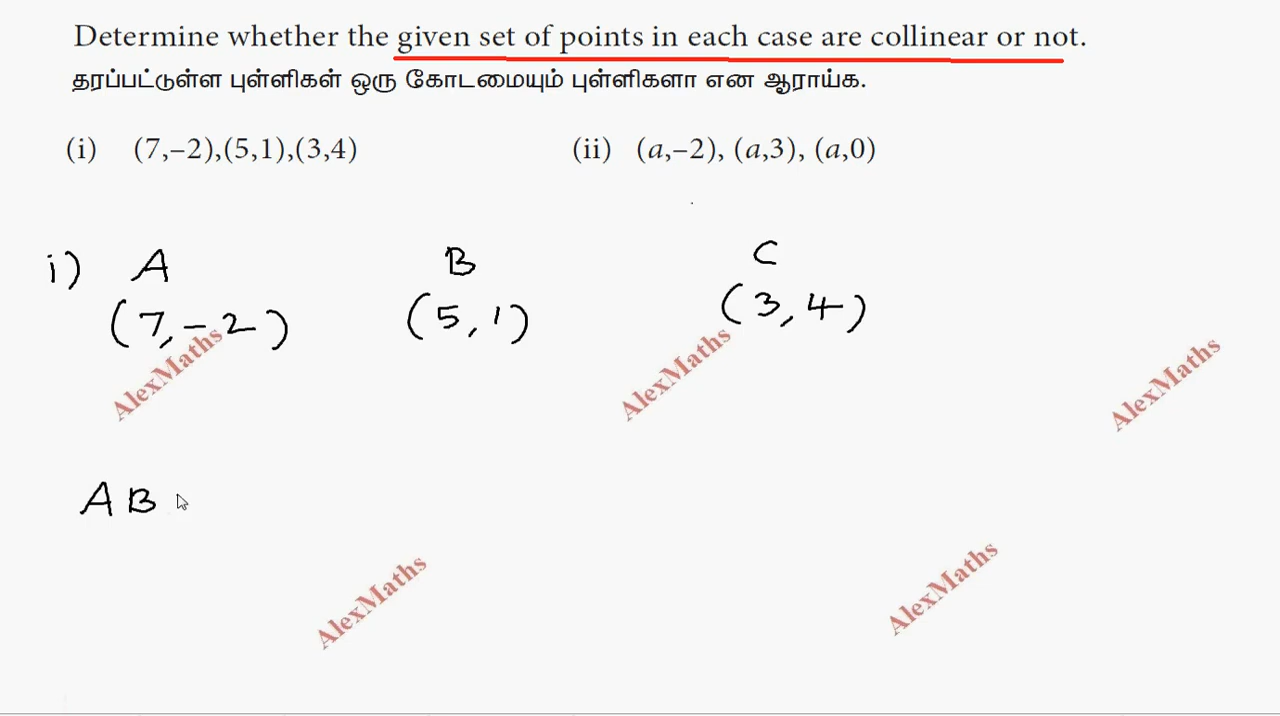 Determine whether the given set of points in each case are collinear or not.
தரப்பட்டுள்ள புள்ளிகள் ஒரு கோடமையும் புள்ளிகளா என ஆராய்க.
(i) (7,–2),(5,1),(3,4) (ii) (a,–2), (a,3), (a,0)
i) A B C
(7,-2) (5,1) (3,4)
AlexMaths AlexMaths AlexMaths
AB
AlexMaths AlexMaths